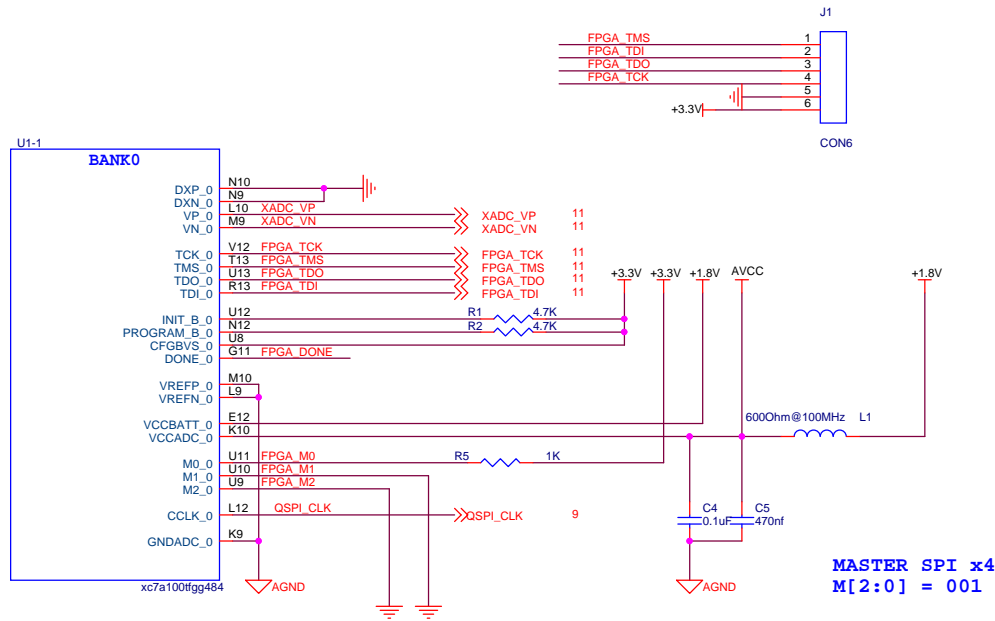 J1
FPGA_TMS 1
FPGA_TDI 2
FPGA_TDO 3
FPGA_TCK 4
5
+3.3V 6
CON6
U1-1
BANK0
DXP_0 N10
DXN_0 N9
VP_0 L10 XADC_VP XADC_VP 11
VN_0 M9 XADC_VN XADC_VN 11
TCK_0 V12 FPGA_TCK FPGA_TCK 11
TMS_0 T13 FPGA_TMS FPGA_TMS 11
TDO_0 U13 FPGA_TDO FPGA_TDO 11
TDI_0 R13 FPGA_TDI FPGA_TDI 11
+3.3V +3.3V +1.8V AVCC +1.8V
INIT_B_0 U12 R1 4.7K
PROGRAM_B_0 N12 R2 4.7K
CFGBVS_0 U8
DONE_0 G11 FPGA_DONE
VREFP_0 M10
VREFN_0 L9
VCCBATT_0 E12 600Ohm@100MHz L1
VCCADC_0 K10
M0_0 U11 FPGA_M0 R5 1K
M1_0 U10 FPGA_M1
M2_0 U9 FPGA_M2
CCLK_0 L12 QSPI_CLK QSPI_CLK 9
C4 C5
0.1uF 470nf
GNDADC_0 K9
xc7a100tfgg484 AGND AGND
MASTER SPI x4
M[2:0] = 001